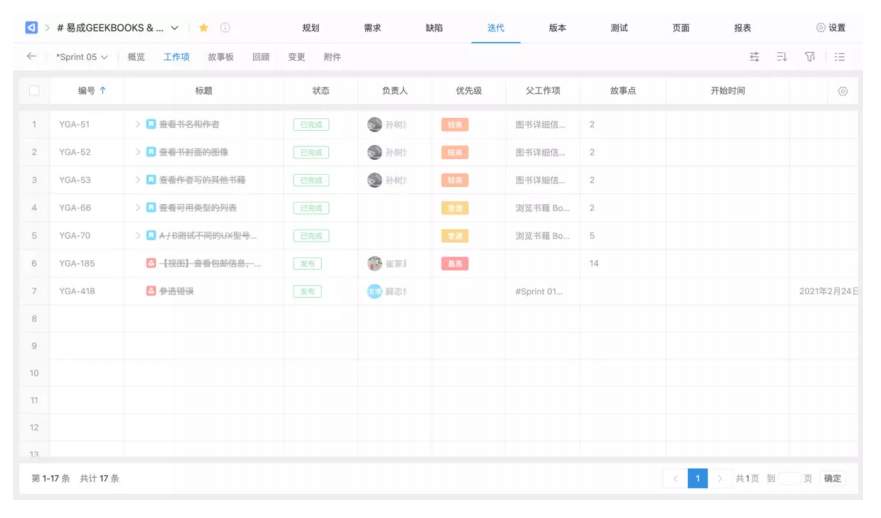 # 易成GEEKBOOKS & ... 规划 需求 缺陷 迭代 版本 测试 页面 报表 设置
*Sprint 05 概览 工作项 故事板 回顾 变更 附件
编号 ↑ 标题 状态 负责人 优先级 父工作项 故事点 开始时间
1 YGA-51 查看书名和作者 已完成 孙树 较高 图书详细信... 2
2 YGA-52 查看书封面的图像 已完成 孙树 较高 图书详细信... 2
3 YGA-53 查看作者写的其他书籍 已完成 孙树 较高 图书详细信... 2
4 YGA-66 查看可用类型的列表 已完成 普通 浏览书籍 Bo... 2
5 YGA-70 A / B测试不同的UX型号... 已完成 普通 浏览书籍 Bo... 5
6 YGA-185 【视图】查看包邮信息，... 发布 崔家 最高 14
7 YGA-418 参选错误 发布 解志 #Sprint 01... 2021年2月24日
8
9
10
11
12
13
第 1-17 条 共计 17 条 1 共1页 到 页 确定